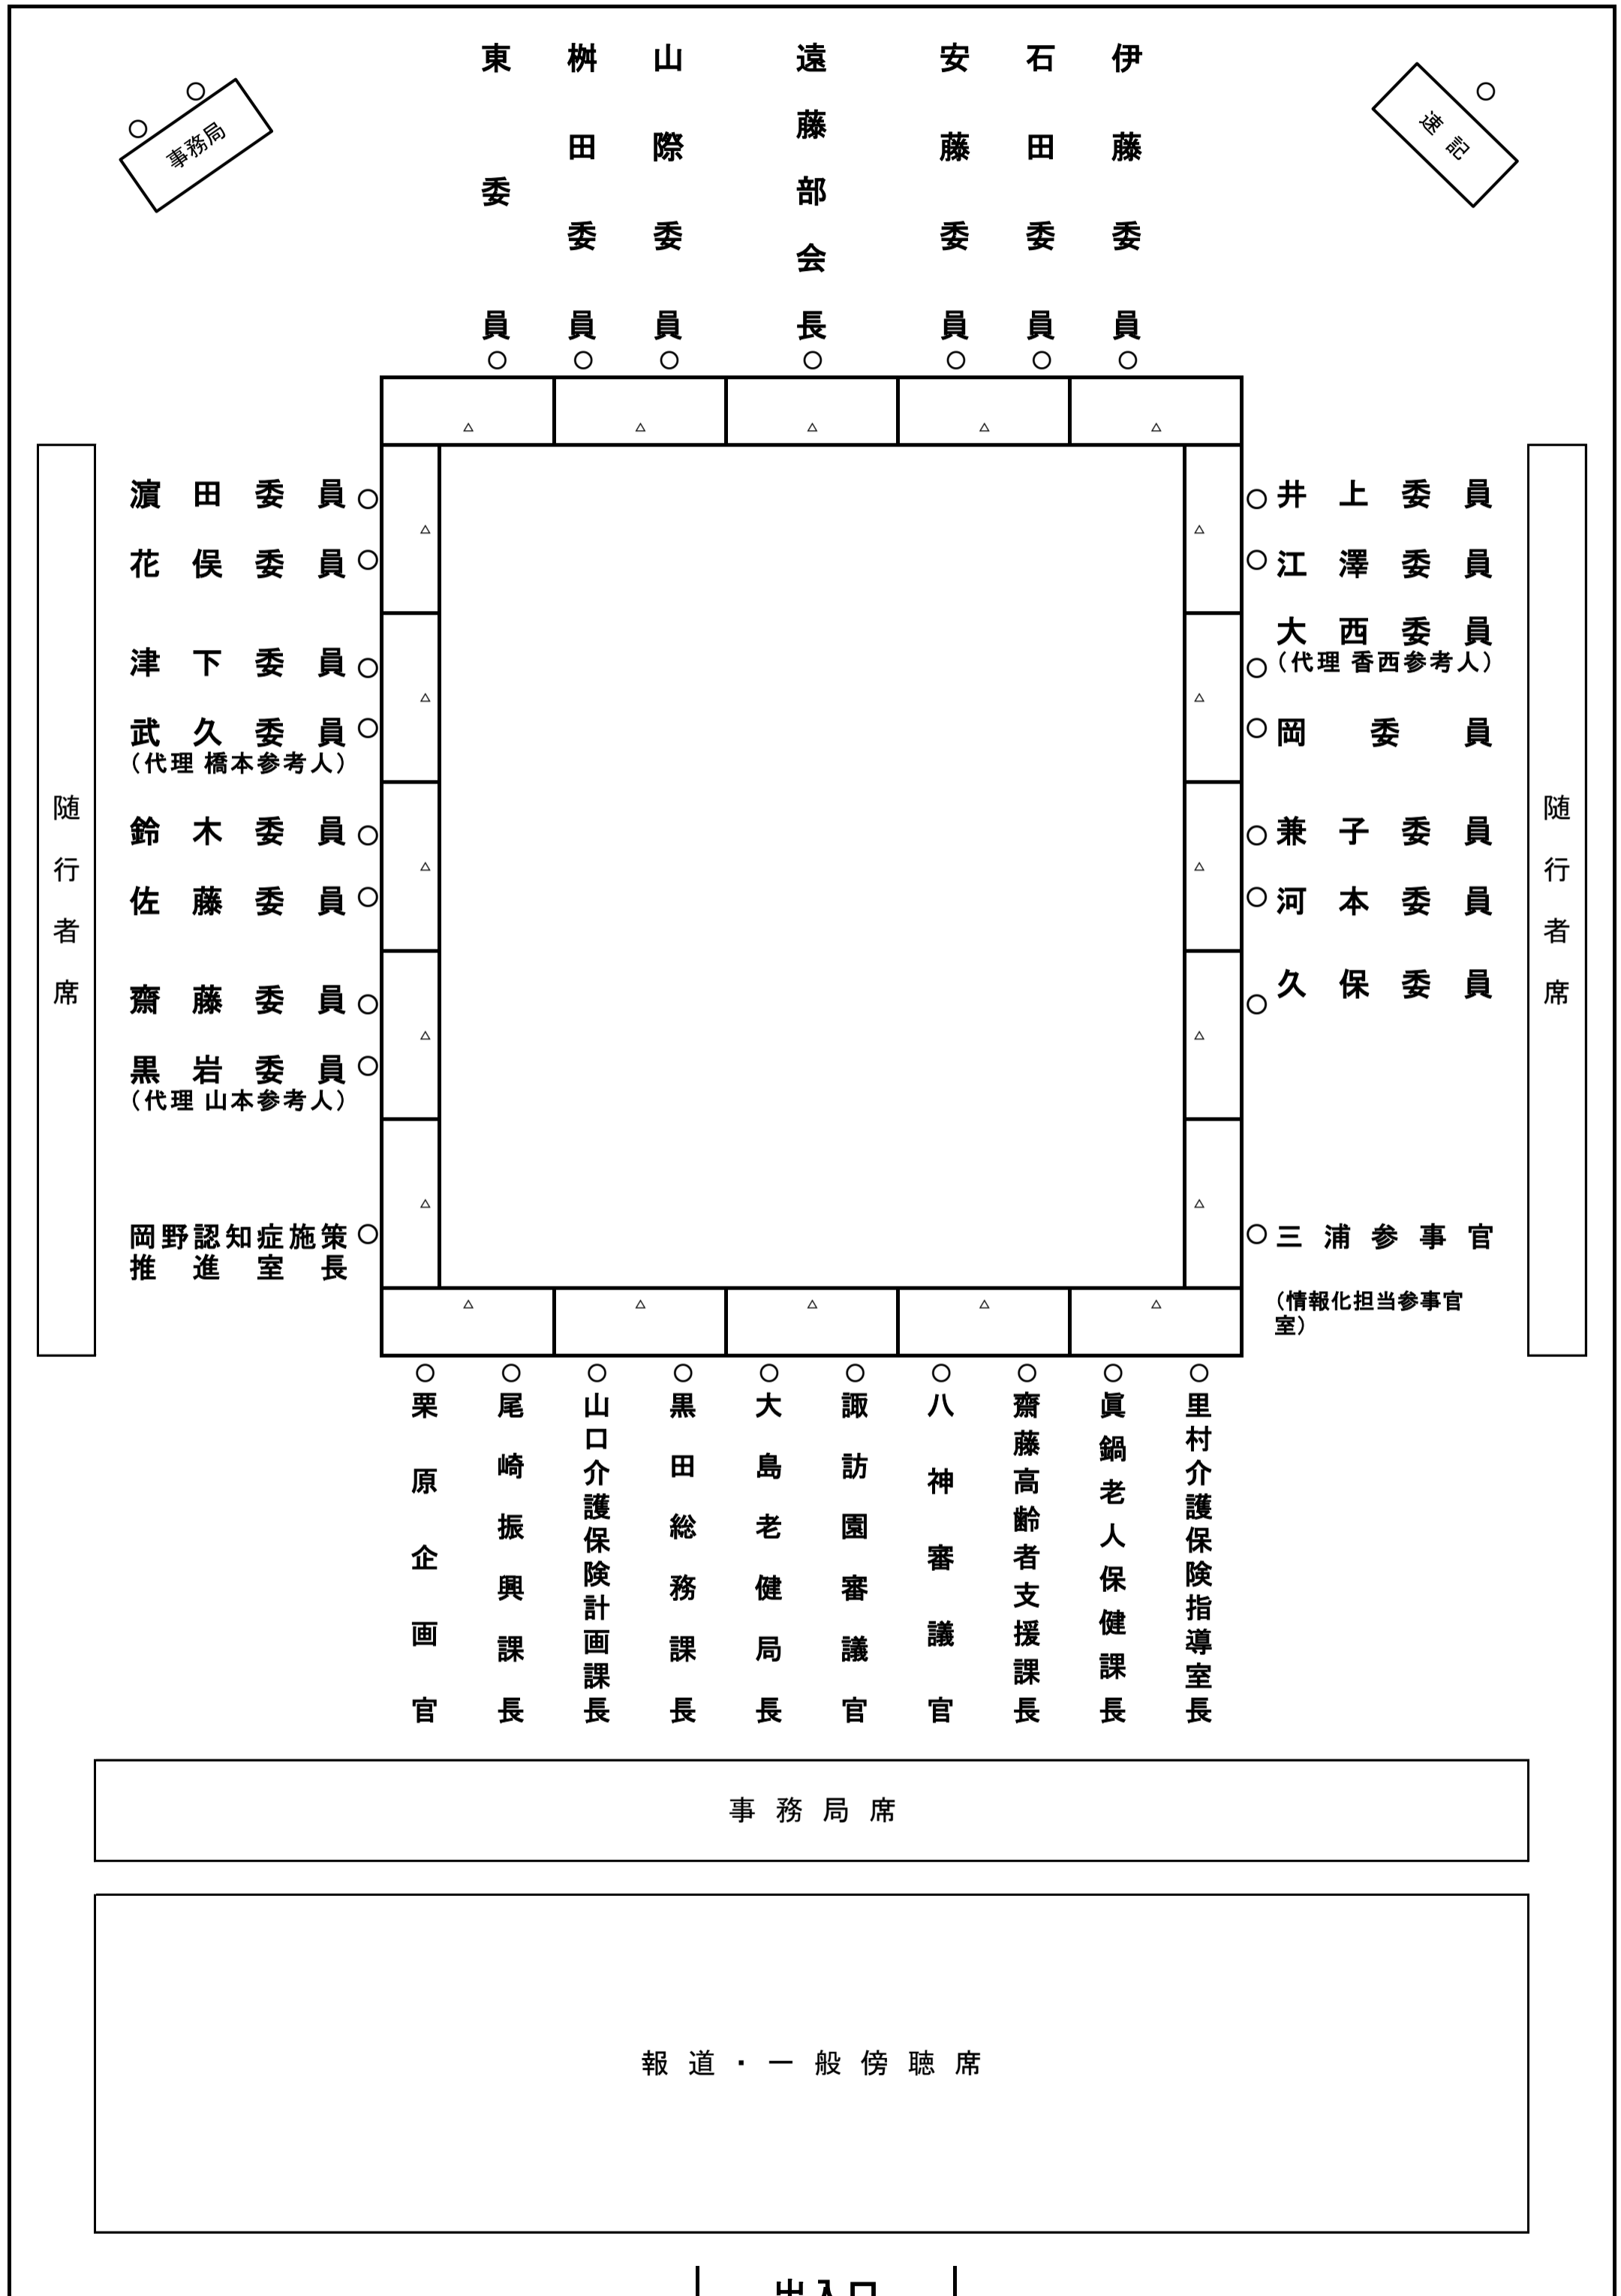 事務局
速記
東委員
桝田委員
山際委員
遠藤部会長
安藤委員
石田委員
伊藤委員
随行者席
濵田委員
花俣委員
津下委員
武久委員
（代理 橋本参考人）
鈴木委員
佐藤委員
齋藤委員
黒岩委員
（代理 山本参考人）
岡野認知症施策
推進室長
井上委員
江澤委員
大西委員
（代理 香西参考人）
岡委員
兼子委員
河本委員
久保委員
三浦参事官
（情報化担当参事官
室）
随行者席
栗原企画官
尾崎振興課長
山口介護保険計画課長
黒田総務課長
大島老健局長
諏訪園審議官
八神審議官
齋藤高齢者支援課長
眞鍋老人保健課長
里村介護保険指導室長
事務局席
報道・一般傍聴席
出入口